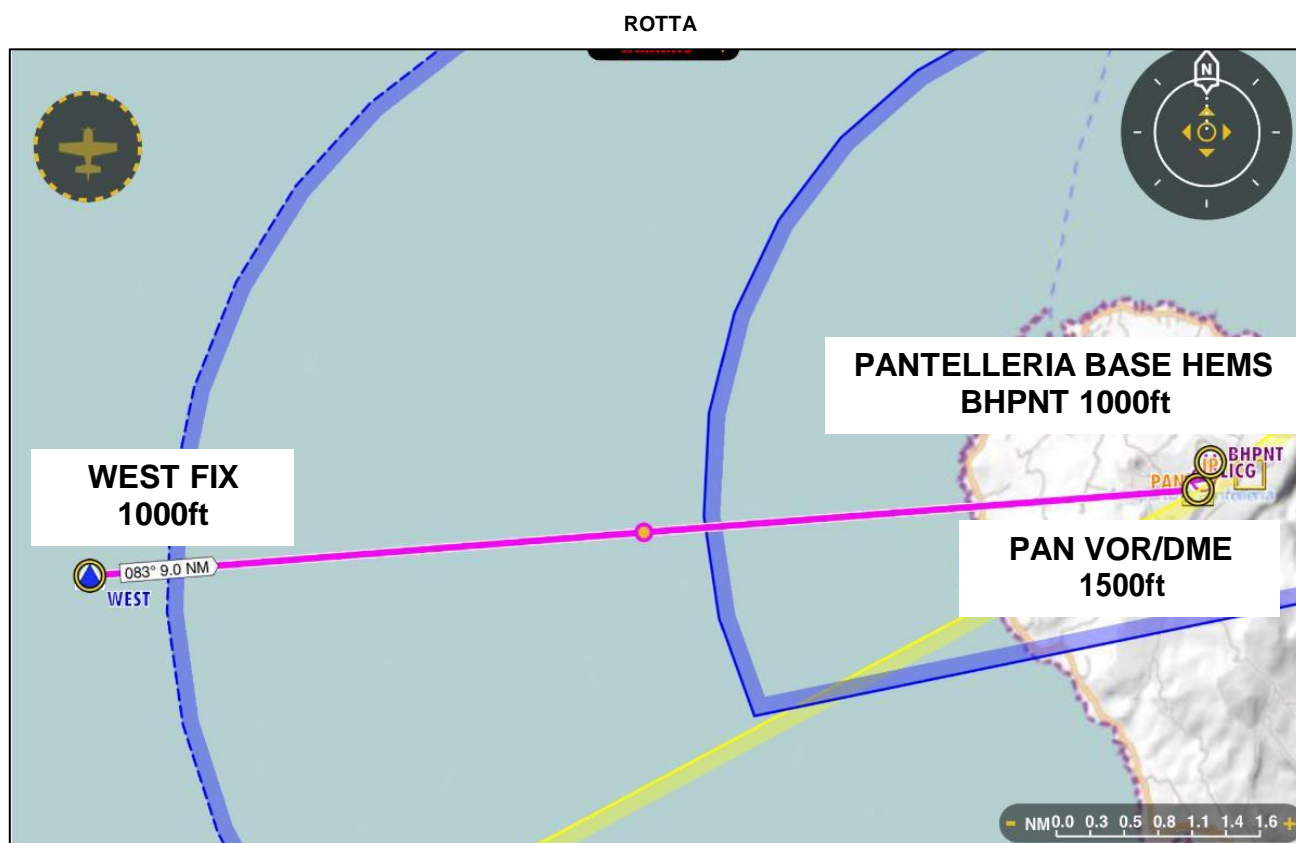 ROTTA
N
PANTELLERIA BASE HEMS
BHPNT 1000ft
WEST FIX
1000ft
BHPNT
LICG
PAN
PAN VOR/DME
1500ft
083° 9.0 NM
WEST
- NM 0.0 0.3 0.5 0.8 1.1 1.4 1.6 +